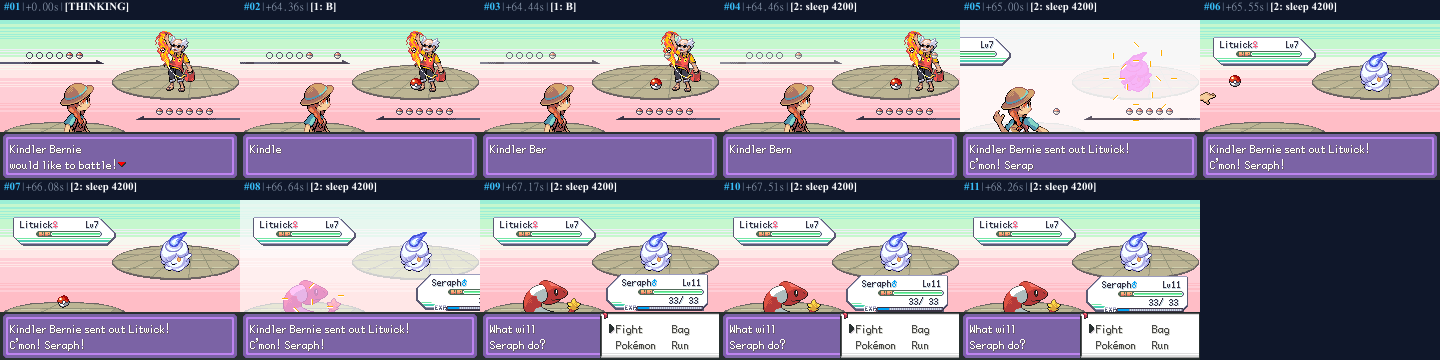 #01|+0.00s|[THINKING]
#02|+64.36s|[1: B]
#03|+64.44s|[1: B]
#04|+64.46s|[2: sleep 4200]
#05|+65.00s|[2: sleep 4200]
#06|+65.55s|[2: sleep 4200]
Kindler Bernie
would like to battle!
Kindle
Kindler Ber
Kindler Bern
Lv7
Kindler Bernie sent out Litwick!
C'mon! Serap
Litwick♀ Lv7
Kindler Bernie sent out Litwick!
C'mon! Seraph!
#07|+66.08s|[2: sleep 4200]
#08|+66.64s|[2: sleep 4200]
#09|+67.17s|[2: sleep 4200]
#10|+67.51s|[2: sleep 4200]
#11|+68.26s|[2: sleep 4200]
Litwick♀ Lv7
Kindler Bernie sent out Litwick!
C'mon! Seraph!
Litwick♀ Lv7
Seraph♂
EXP
Kindler Bernie sent out Litwick!
C'mon! Seraph!
Litwick♀ Lv7
Seraph♂ Lv11
33/ 33
EXP
What will
Seraph do?
Fight Bag
Pokémon Run
Litwick♀ Lv7
Seraph♂ Lv11
33/ 33
EXP
What will
Seraph do?
Fight Bag
Pokémon Run
Litwick♀ Lv7
Seraph♂ Lv11
33/ 33
EXP
What will
Seraph do?
Fight Bag
Pokémon Run